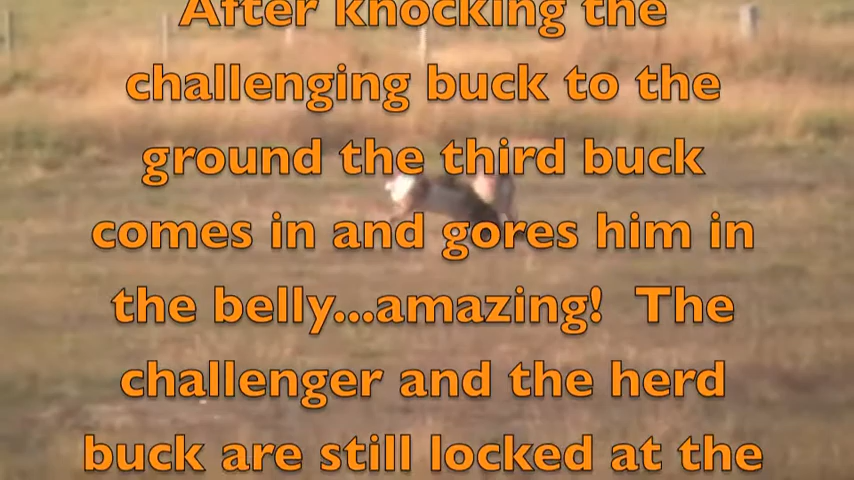 After knocking the
challenging buck to the
ground the third buck
comes in and gores him in
the belly...amazing!  The
challenger and the herd
buck are still locked at the